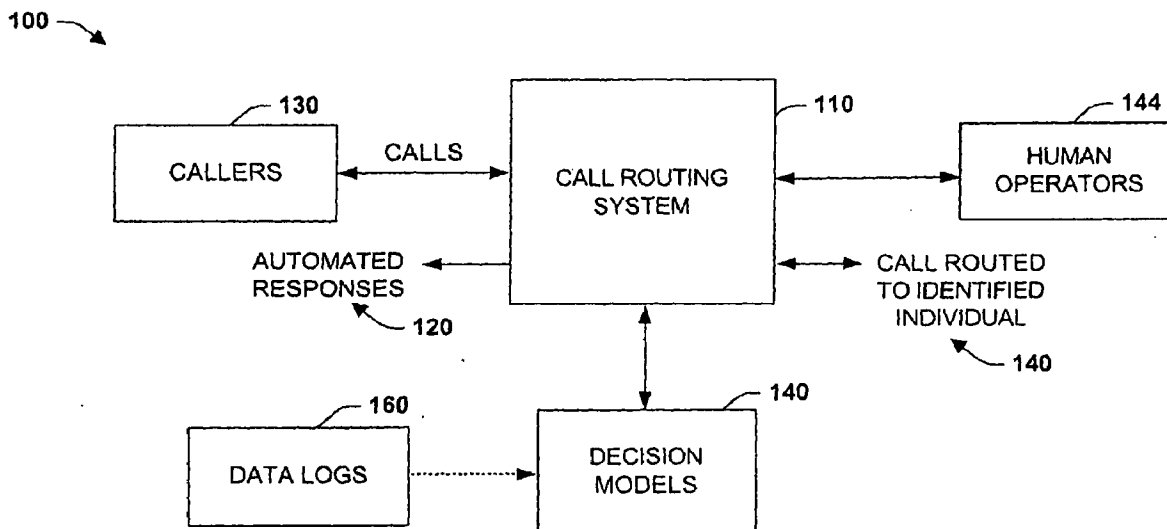 100
130
CALLERS
CALLS
110
CALL ROUTING
SYSTEM
144
HUMAN
OPERATORS
AUTOMATED
RESPONSES
120
CALL ROUTED
TO IDENTIFIED
INDIVIDUAL
140
160
DATA LOGS
140
DECISION
MODELS